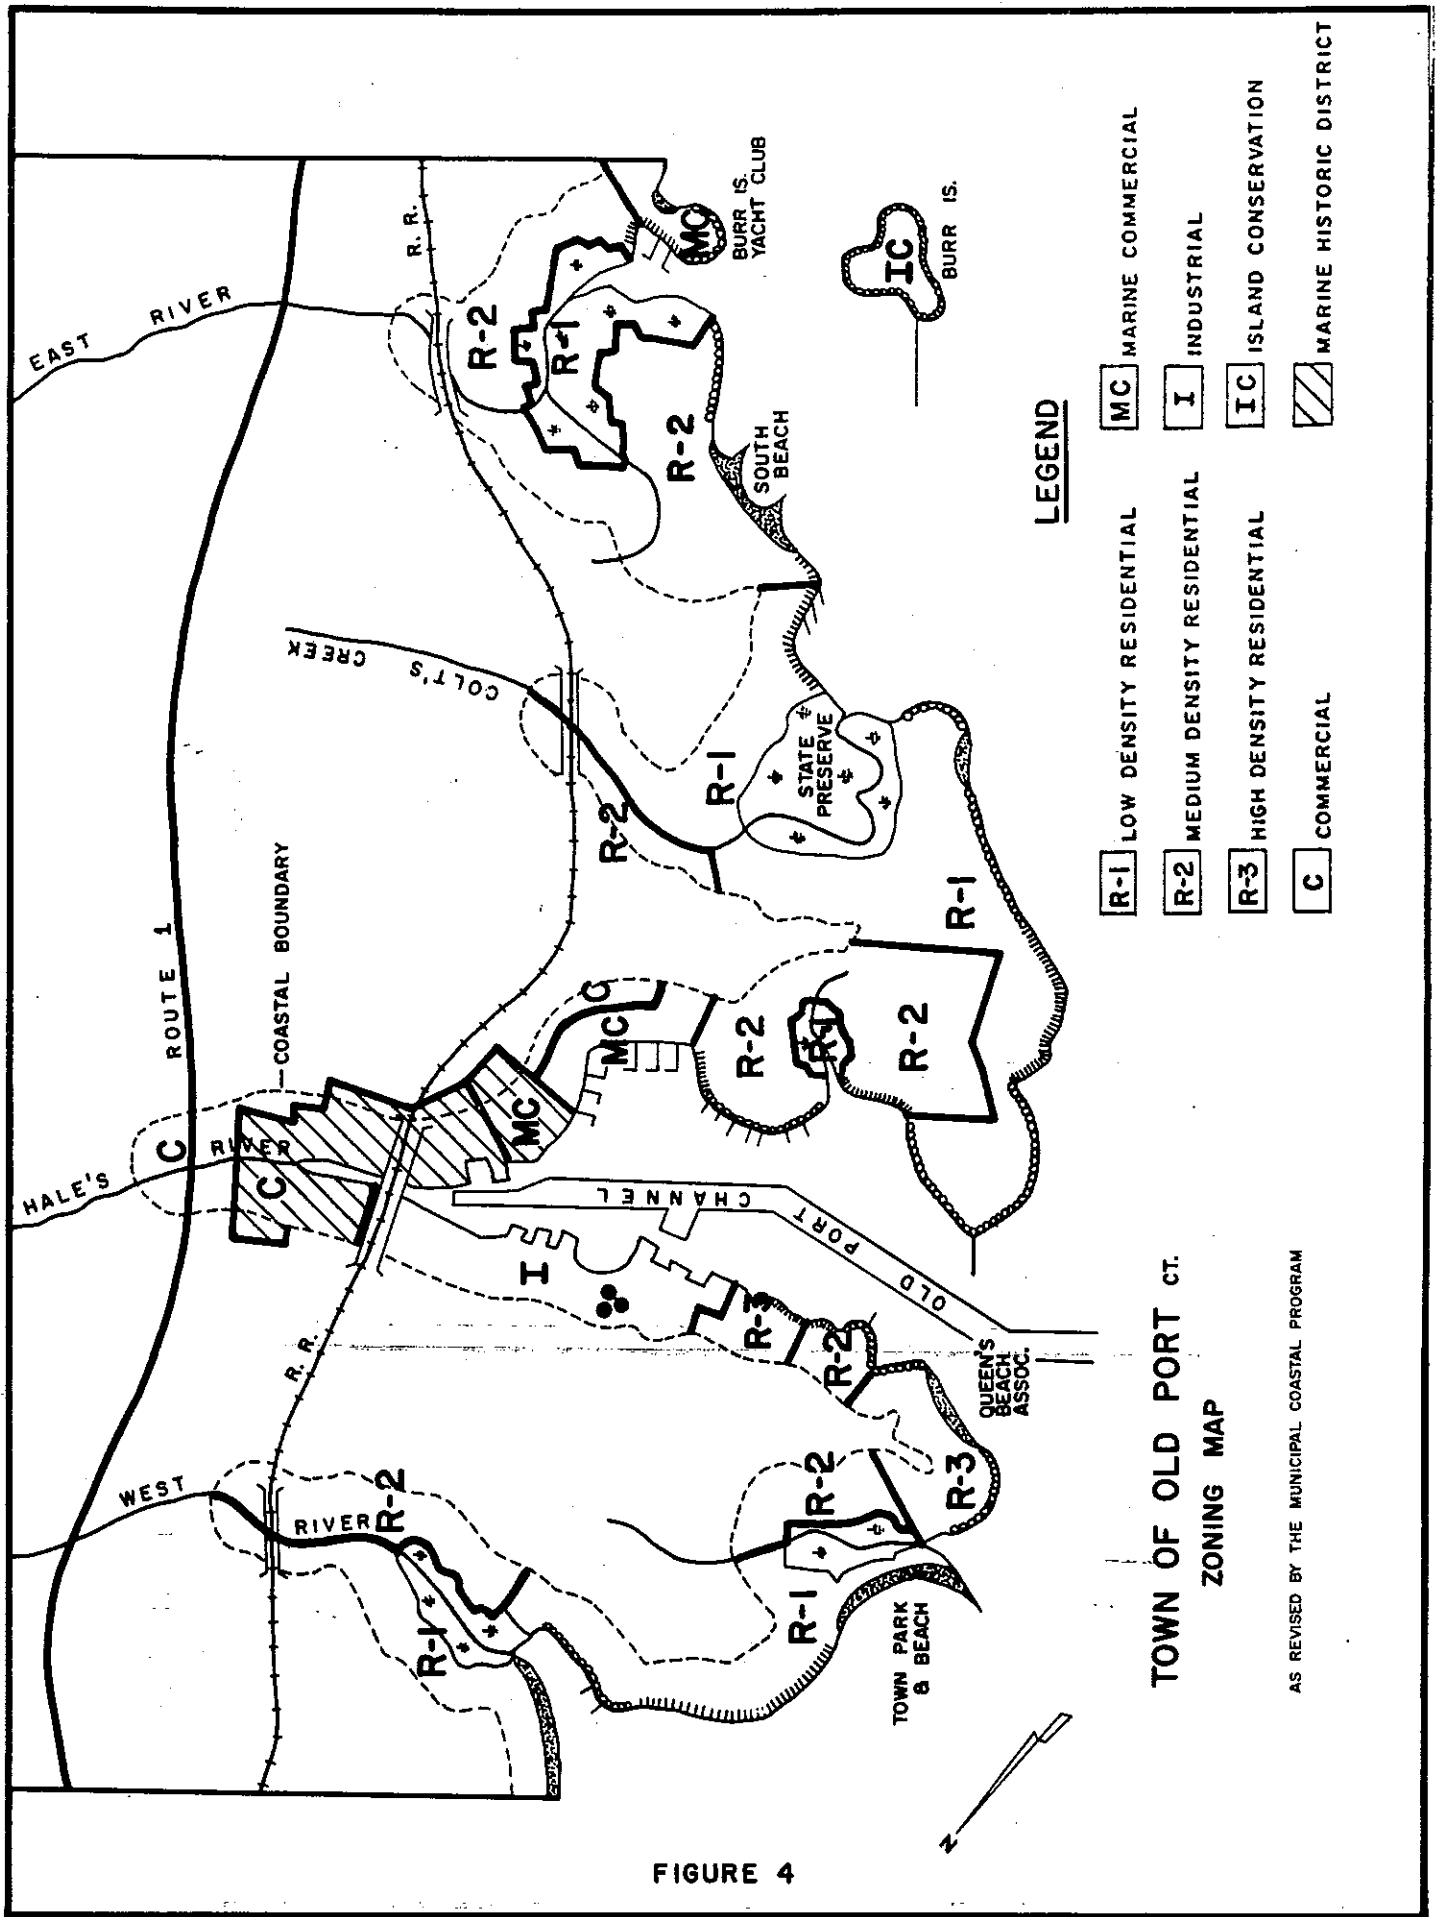 EAST RIVER
R. R.
ROUTE 1
COASTAL BOUNDARY
COLT'S
CREEK
HALE'S RIVER
WEST RIVER
R. R.
C
C
MC
C
MC
I
R-3
R-2
R-3
R-2
R-1
R-2
R-1
R-2
R-1
R-2
R-1
R-2
R-1
R-2
R-1
R-2
MC
IC
BURR IS.
YACHT CLUB
BURR IS.
SOUTH
BEACH
STATE
PRESERVE
OLD PORT CHANNEL
QUEEN'S
BEACH
ASSOC.
TOWN PARK
& BEACH
LEGEND
R-1 LOW DENSITY RESIDENTIAL
R-2 MEDIUM DENSITY RESIDENTIAL
R-3 HIGH DENSITY RESIDENTIAL
C COMMERCIAL
MC MARINE COMMERCIAL
I INDUSTRIAL
IC ISLAND CONSERVATION
MARINE HISTORIC DISTRICT
TOWN OF OLD PORT CT.
ZONING MAP
AS REVISED BY THE MUNICIPAL COASTAL PROGRAM
N
FIGURE 4